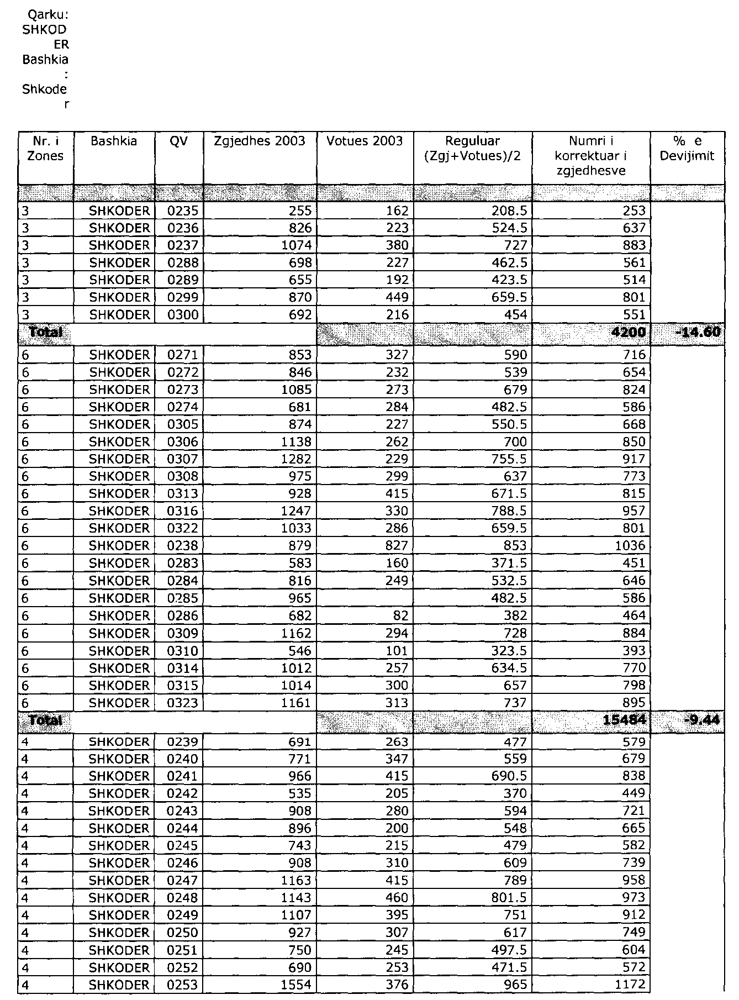 Qarku:
SHKOD
ER
Bashkia
:
Shkode
r
Nr. i Zones Bashkia QV Zgjedhes 2003 Votues 2003 Reguluar (Zgj+Votues)/2 Numri i korrektuar i zgjedhesve % e Devijimit
3 SHKODER 0235 255 162 208.5 253
3 SHKODER 0236 826 223 524.5 637
3 SHKODER 0237 1074 380 727 883
3 SHKODER 0288 698 227 462.5 561
3 SHKODER 0289 655 192 423.5 514
3 SHKODER 0299 870 449 659.5 801
3 SHKODER 0300 692 216 454 551
Total 4200 -14.60
6 SHKODER 0271 853 327 590 716
6 SHKODER 0272 846 232 539 654
6 SHKODER 0273 1085 273 679 824
6 SHKODER 0274 681 284 482.5 586
6 SHKODER 0305 874 227 550.5 668
6 SHKODER 0306 1138 262 700 850
6 SHKODER 0307 1282 229 755.5 917
6 SHKODER 0308 975 299 637 773
6 SHKODER 0313 928 415 671.5 815
6 SHKODER 0316 1247 330 788.5 957
6 SHKODER 0322 1033 286 659.5 801
6 SHKODER 0238 879 827 853 1036
6 SHKODER 0283 583 160 371.5 451
6 SHKODER 0284 816 249 532.5 646
6 SHKODER 0285 965 482.5 586
6 SHKODER 0286 682 82 382 464
6 SHKODER 0309 1162 294 728 884
6 SHKODER 0310 546 101 323.5 393
6 SHKODER 0314 1012 257 634.5 770
6 SHKODER 0315 1014 300 657 798
6 SHKODER 0323 1161 313 737 895
Total 15484 -9.44
4 SHKODER 0239 691 263 477 579
4 SHKODER 0240 771 347 559 679
4 SHKODER 0241 966 415 690.5 838
4 SHKODER 0242 535 205 370 449
4 SHKODER 0243 908 280 594 721
4 SHKODER 0244 896 200 548 665
4 SHKODER 0245 743 215 479 582
4 SHKODER 0246 908 310 609 739
4 SHKODER 0247 1163 415 789 958
4 SHKODER 0248 1143 460 801.5 973
4 SHKODER 0249 1107 395 751 912
4 SHKODER 0250 927 307 617 749
4 SHKODER 0251 750 245 497.5 604
4 SHKODER 0252 690 253 471.5 572
4 SHKODER 0253 1554 376 965 1172